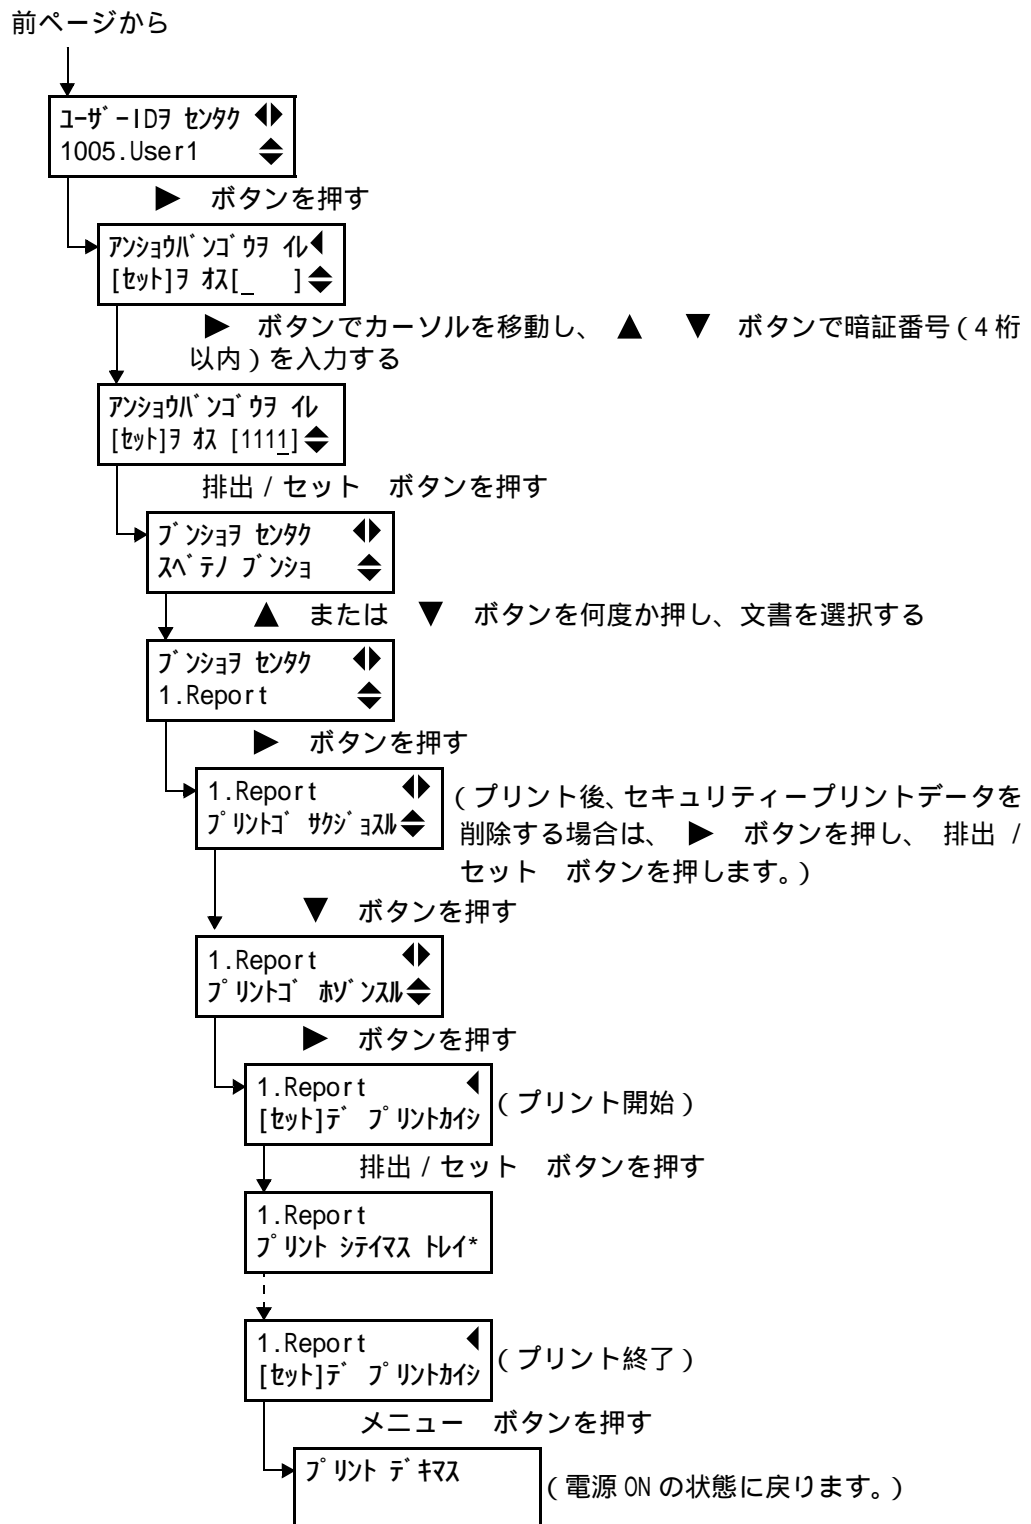 前ページから
ﾕｰｻﾞｰIDｦ ｾﾝﾀｸ ◀▶
1005.User1 ▲▼
▶ ボタンを押す
ｱﾝｼｮｳﾊﾞﾝｺﾞｳｦ ｲﾚ◀
[ｾｯﾄ]ｦ ｵｽ[_ ]▲▼
▶ ボタンでカーソルを移動し、 ▲ ▼ ボタンで暗証番号(4桁
以内)を入力する
ｱﾝｼｮｳﾊﾞﾝｺﾞｳｦ ｲﾚ
[ｾｯﾄ]ｦ ｵｽ [1111]▲▼
排出/セット ボタンを押す
ﾌﾞﾝｼｮｦ ｾﾝﾀｸ ◀▶
ｽﾍﾞﾃﾉ ﾌﾞﾝｼｮ ▲▼
▲ または ▼ ボタンを何度か押し、文書を選択する
ﾌﾞﾝｼｮｦ ｾﾝﾀｸ ◀▶
1.Report ▲▼
▶ ボタンを押す
1.Report ◀▶
ﾌﾟﾘﾝﾄｺﾞ ｻｸｼﾞｮｽﾙ▲▼
(プリント後、セキュリティープリントデータを
削除する場合は、 ▶ ボタンを押し、 排出 /
セット ボタンを押します。)
▼ ボタンを押す
1.Report ◀▶
ﾌﾟﾘﾝﾄｺﾞ ﾎｿﾞﾝｽﾙ▲▼
▶ ボタンを押す
1.Report ◀
[ｾｯﾄ]ﾃﾞ ﾌﾟﾘﾝﾄｶｲｼ
(プリント開始)
排出/セット ボタンを押す
1.Report
ﾌﾟﾘﾝﾄ ｼﾃｲﾏｽ ﾄﾚｲ*
1.Report ◀
[ｾｯﾄ]ﾃﾞ ﾌﾟﾘﾝﾄｶｲｼ
(プリント終了)
メニュー ボタンを押す
ﾌﾟﾘﾝﾄ ﾃﾞｷﾏｽ
(電源 ON の状態に戻ります。)